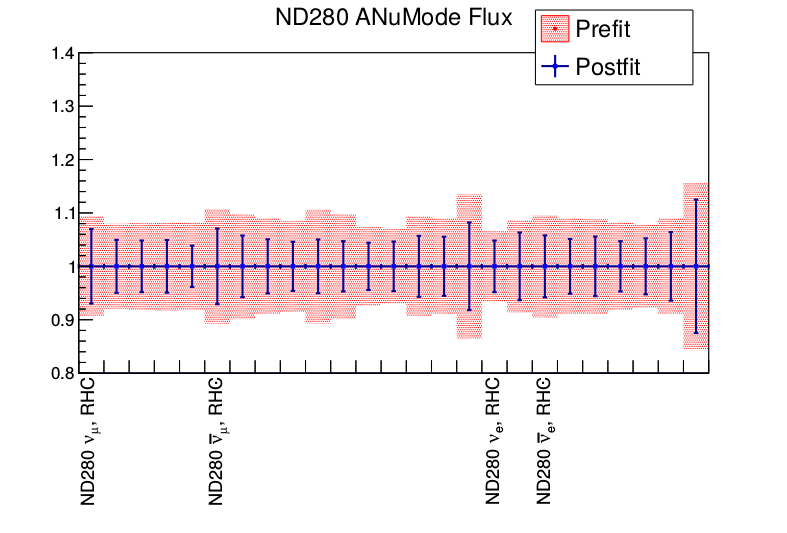 ND280 ANuMode Flux
Prefit
Postfit
1.4
1.3
1.2
1.1
1
0.9
0.8
ND280 νμ, RHC
ND280 ν̅μ, RHC
ND280 νe, RHC
ND280 ν̅e, RHC